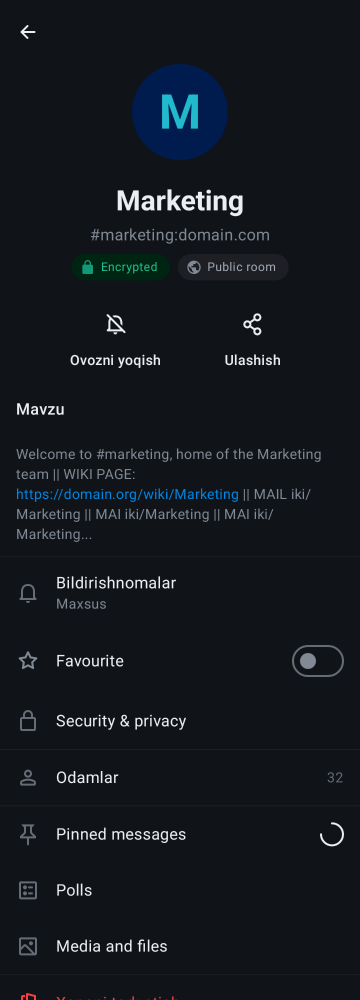 M
Marketing
#marketing:domain.com
Encrypted
Public room
Ovozni yoqish
Ulashish
Mavzu
Welcome to #marketing, home of the Marketing
team || WIKI PAGE:
https://domain.org/wiki/Marketing || MAIL iki/
Marketing || MAI iki/Marketing || MAI iki/
Marketing...
Bildirishnomalar
Maxsus
Favourite
Security & privacy
Odamlar
32
Pinned messages
Polls
Media and files